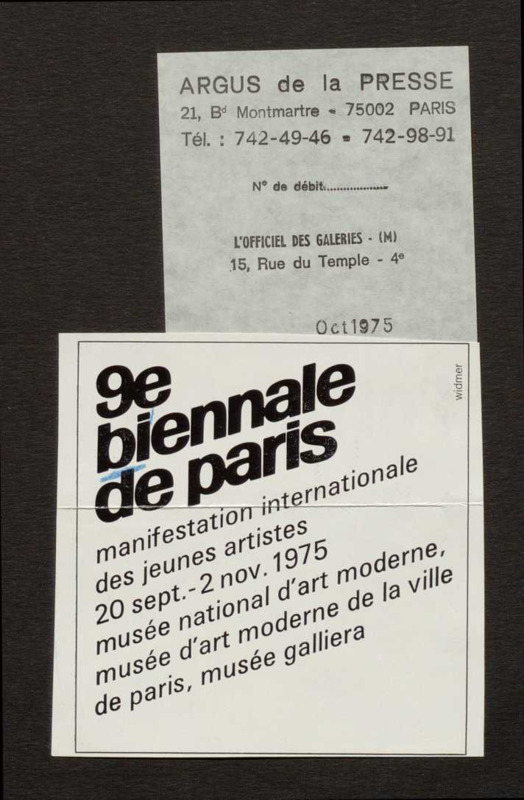 ARGUS de la PRESSE
21, Bd Montmartre - 75002 PARIS
Tél. : 742-49-46 - 742-98-91
N° de débit...................
L'OFFICIEL DES GALERIES - (M)
15, Rue du Temple - 4e
Oct1975
widmer
9e
biennale
de paris
manifestation internationale
des jeunes artistes
20 sept.-2 nov. 1975
musée national d'art moderne,
musée d'art moderne de la ville
de paris, musée galliera